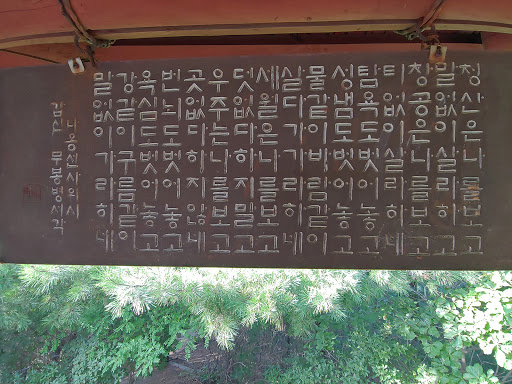 청산은나를보고
말없이살라하고
창공은나를보고
티없이살라하네
탐욕도벗어놓고
성냄도벗어놓고
물같이바람같이
살다가가라하네
세월은나를보고
덧없다하지말고
우주는나를보고
곳없다하지않네
번뇌도벗어놓고
욕심도벗어놓고
강같이구름같이
말없이가라하네
나옹선사의시